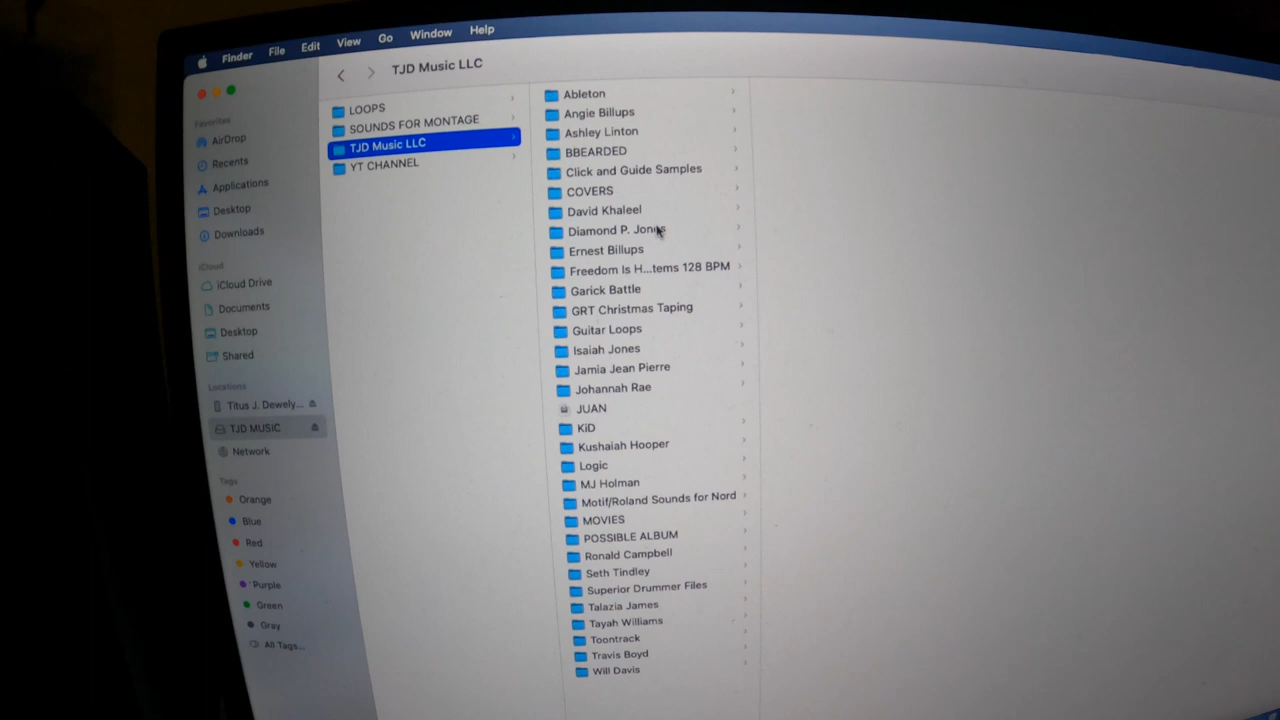 Finder File Edit View Go Window Help
TJD Music LLC
Favorites
AirDrop
Recents
Applications
Desktop
Downloads
iCloud
iCloud Drive
Documents
Desktop
Shared
Locations
Titus J. Dewely...
TJD MUSIC
Network
Tags
Orange
Blue
Red
Yellow
Purple
Green
Gray
All Tags...
LOOPS
SOUNDS FOR MONTAGE
TJD Music LLC
YT CHANNEL
Ableton
Angie Billups
Ashley Linton
BBEARDED
Click and Guide Samples
COVERS
David Khaleel
Diamond P. Jones
Ernest Billups
Freedom Is H...tems 128 BPM
Garick Battle
GRT Christmas Taping
Guitar Loops
Isaiah Jones
Jamia Jean Pierre
Johannah Rae
JUAN
KiD
Kushaiah Hooper
Logic
MJ Holman
Motif/Roland Sounds for Nord
MOVIES
POSSIBLE ALBUM
Ronald Campbell
Seth Tindley
Superior Drummer Files
Talazia James
Tayah Williams
Toontrack
Travis Boyd
Will Davis